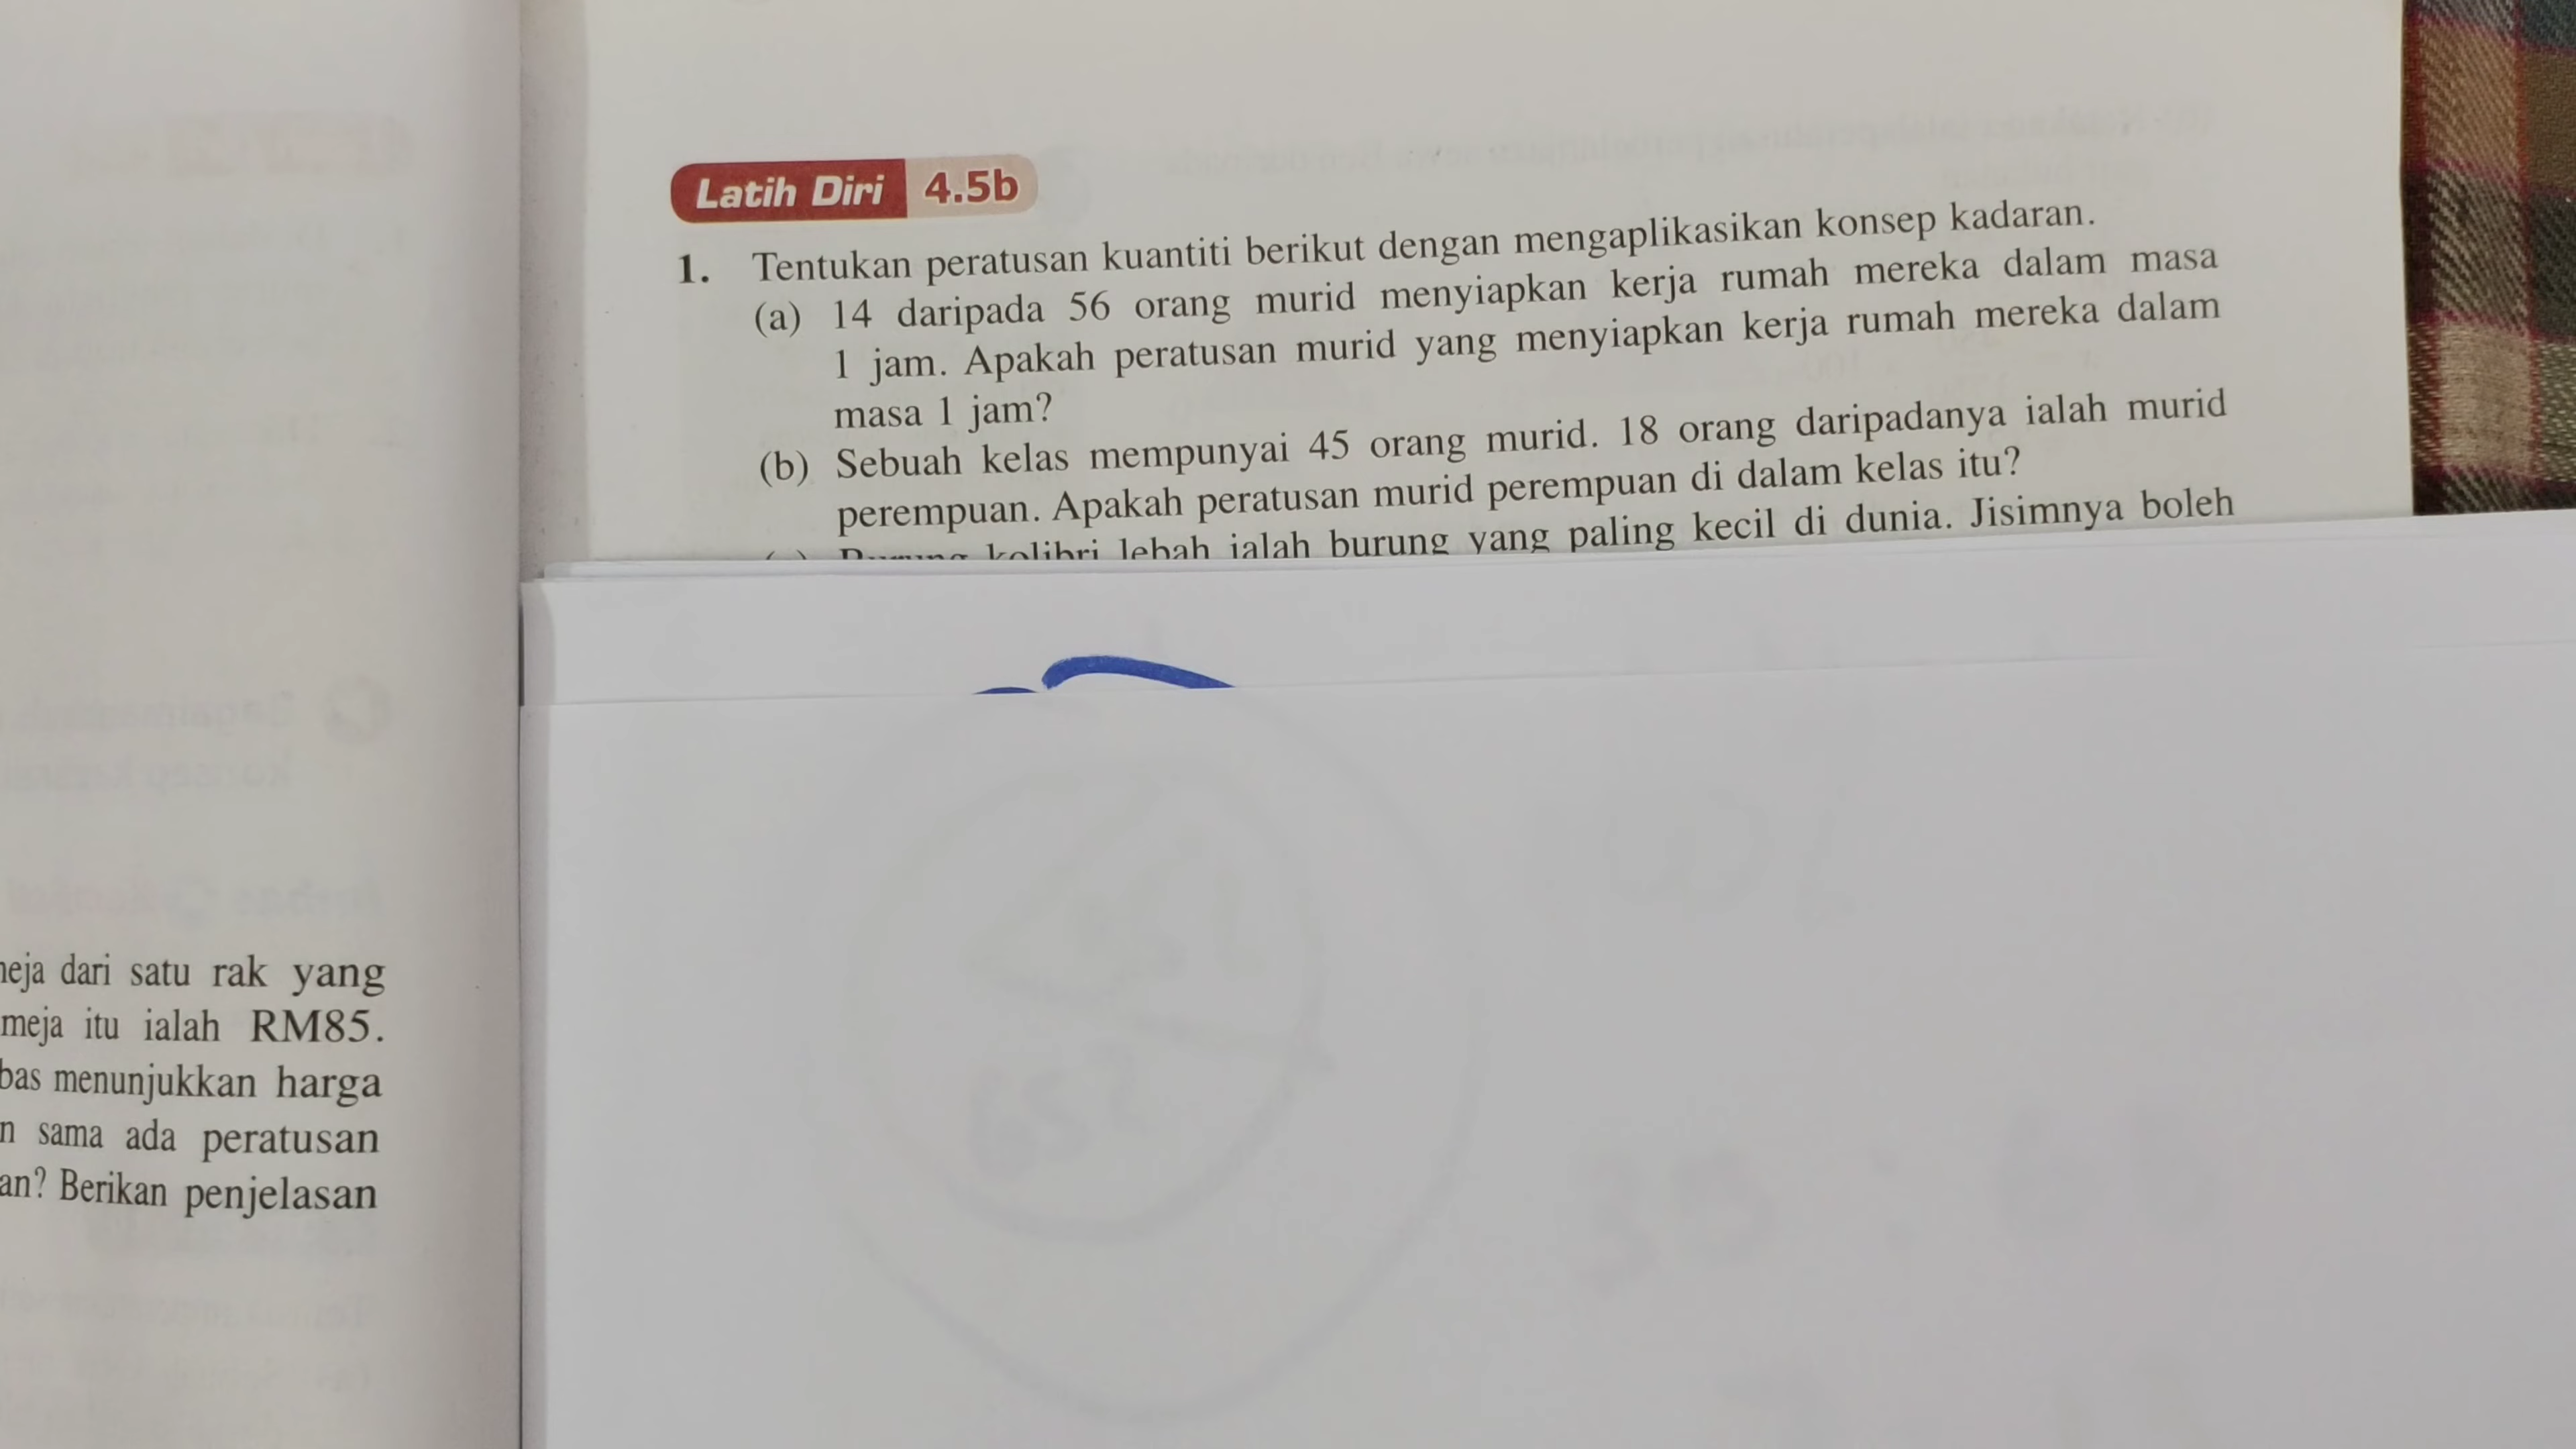 neja dari satu rak yang
meja itu ialah RM85.
bas menunjukkan harga
n sama ada peratusan
an? Berikan penjelasan
Latih Diri 4.5b
1. Tentukan peratusan kuantiti berikut dengan mengaplikasikan konsep kadaran.
(a) 14 daripada 56 orang murid menyiapkan kerja rumah mereka dalam masa
1 jam. Apakah peratusan murid yang menyiapkan kerja rumah mereka dalam
masa 1 jam?
(b) Sebuah kelas mempunyai 45 orang murid. 18 orang daripadanya ialah murid
perempuan. Apakah peratusan murid perempuan di dalam kelas itu?
kolibri lebah ialah burung yang paling kecil di dunia. Jisimnya boleh